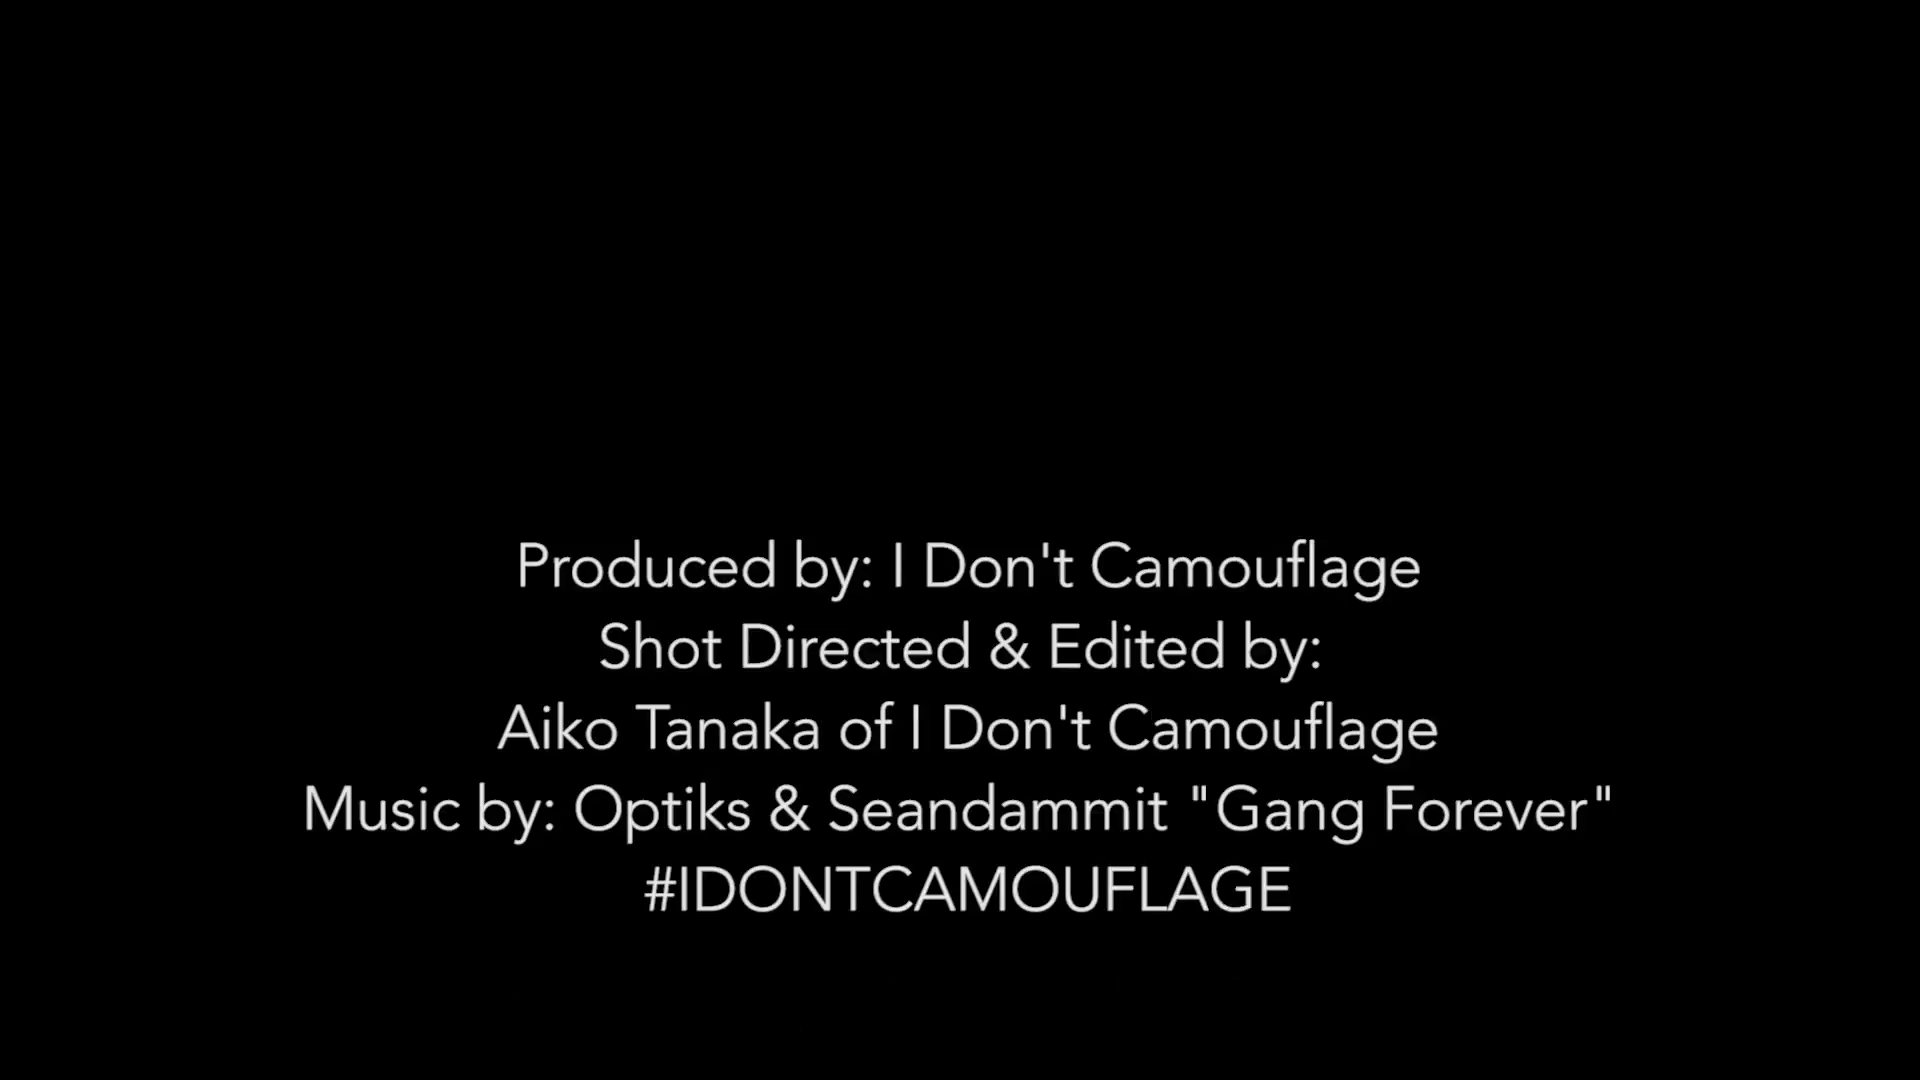 Produced by: I Don't Camouflage
Shot Directed & Edited by:
Aiko Tanaka of I Don't Camouflage
Music by: Optiks & Seandammit "Gang Forever"
#IDONTCAMOUFLAGE